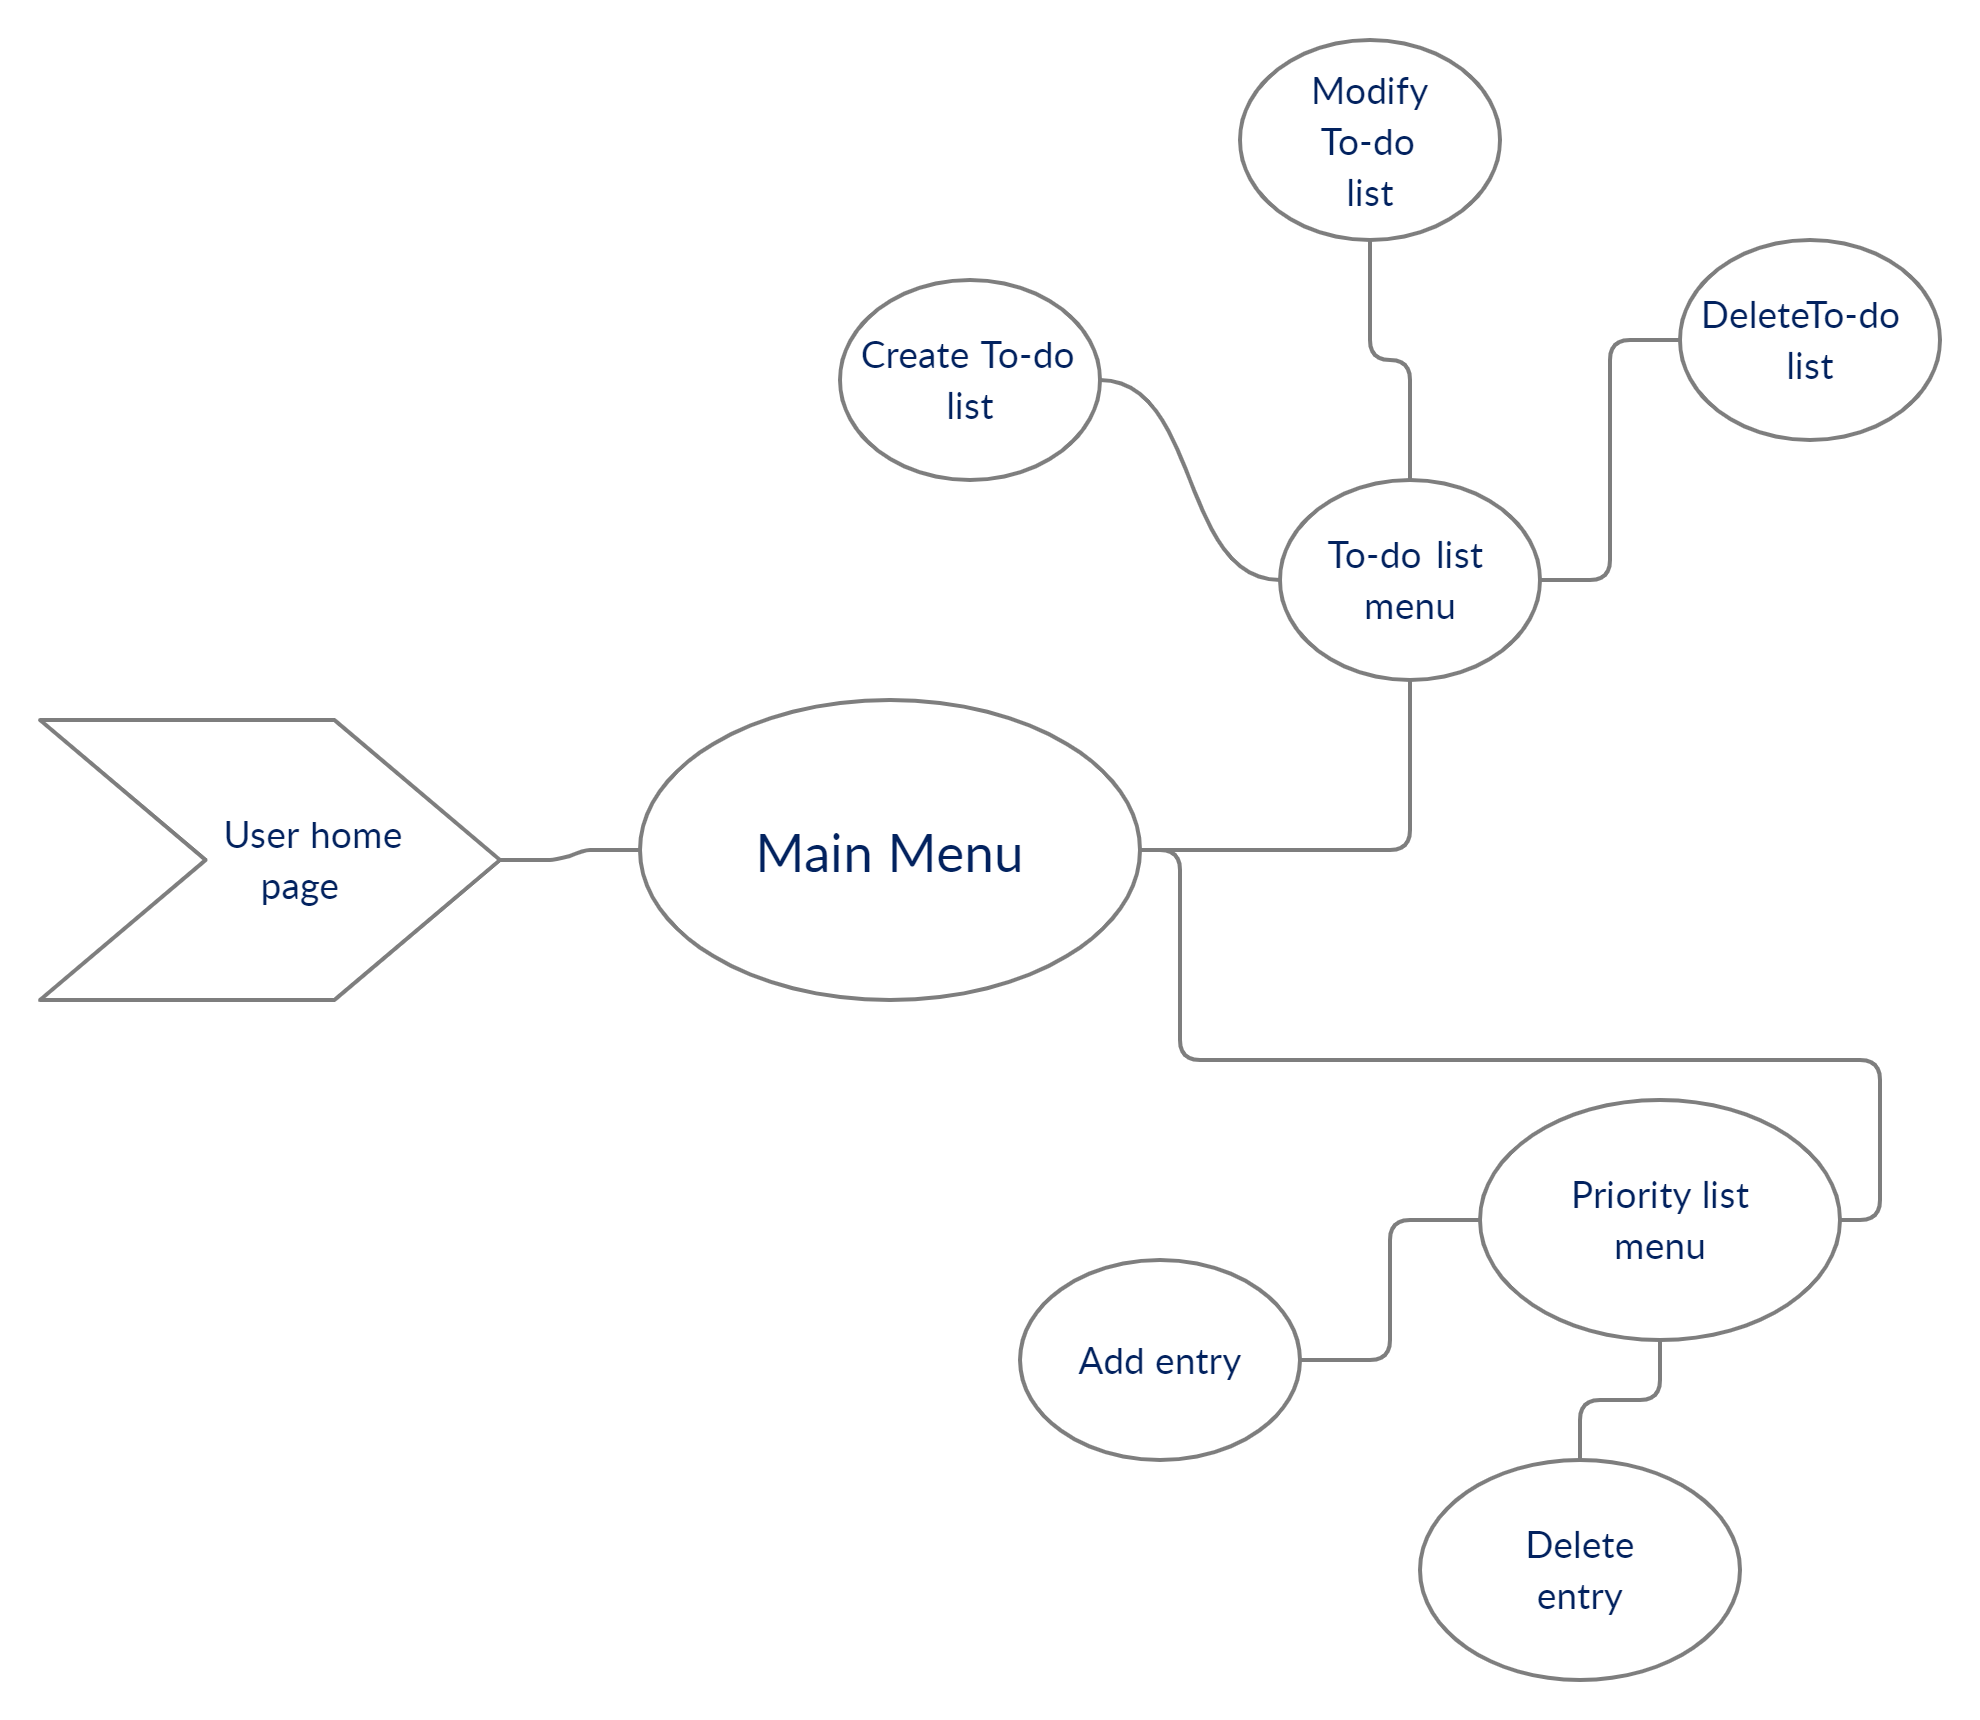 Modify
To-do
list
DeleteTo-do
list
Create To-do
list
To-do list
menu
User home
page
Main Menu
Priority list
menu
Add entry
Delete
entry